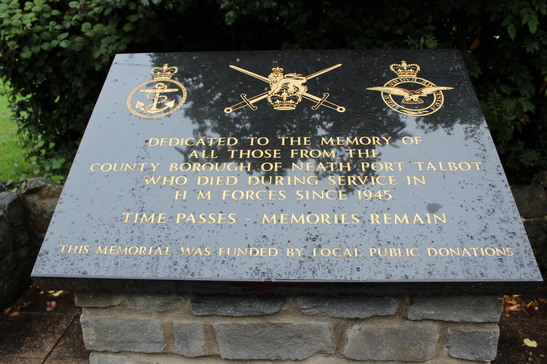 DEDICATED TO THE MEMORY OF
ALL THOSE FROM THE
COUNTY BOROUGH OF NEATH PORT TALBOT
WHO DIED DURING SERVICE IN
H M FORCES SINCE 1945.
TIME PASSES - MEMORIES REMAIN
THIS MEMORIAL WAS FUNDED BY LOCAL PUBLIC DONATIONS